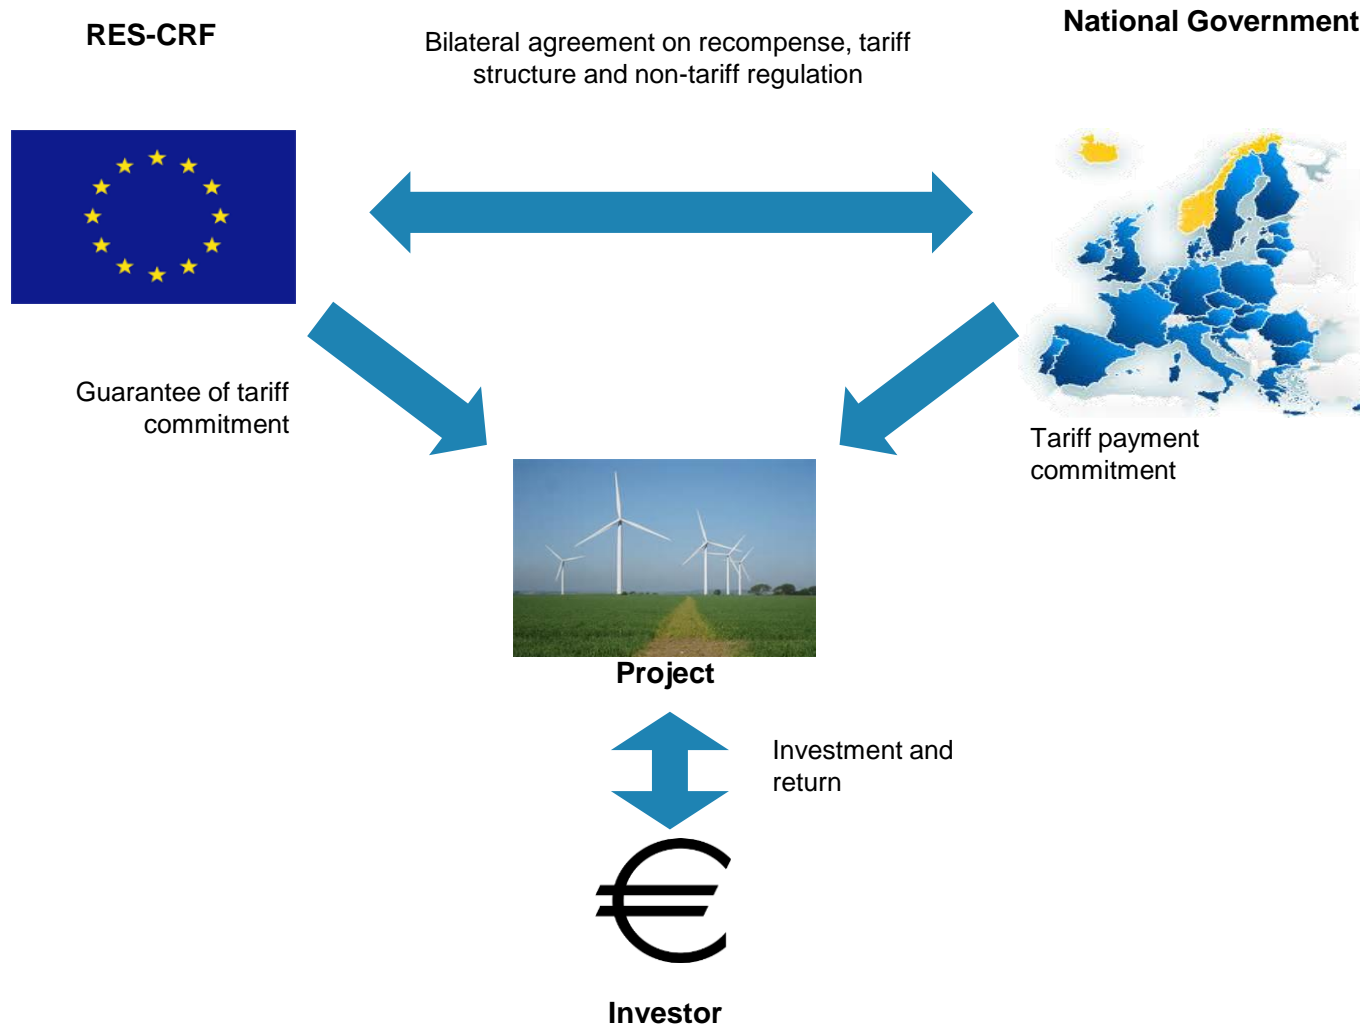 RES-CRF
National Government
Bilateral agreement on recompense, tariff
structure and non-tariff regulation
Guarantee of tariff
commitment
Tariff payment
commitment
Project
Investment and
return
€
Investor